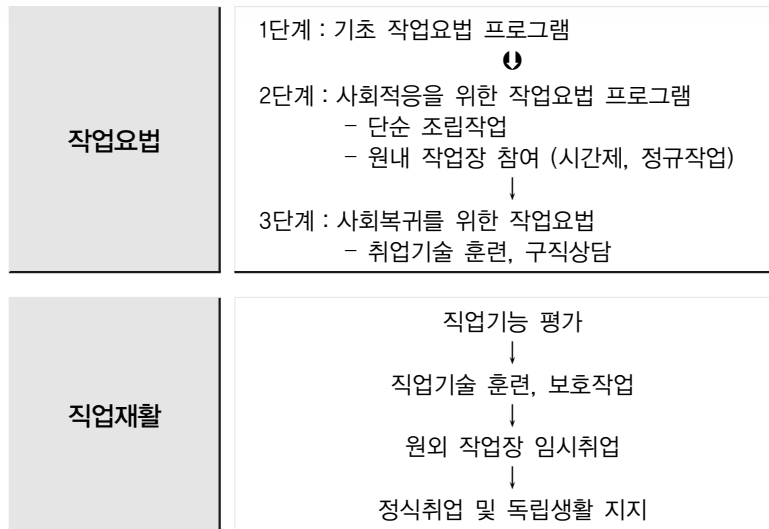 작업요법
1단계 : 기초 작업요법 프로그램
⬇
2단계 : 사회적응을 위한 작업요법 프로그램
- 단순 조립작업
- 원내 작업장 참여 (시간제, 정규작업)
↓
3단계 : 사회복귀를 위한 작업요법
- 취업기술 훈련, 구직상담
직업재활
직업기능 평가
↓
직업기술 훈련, 보호작업
↓
원외 작업장 임시취업
↓
정식취업 및 독립생활 지지